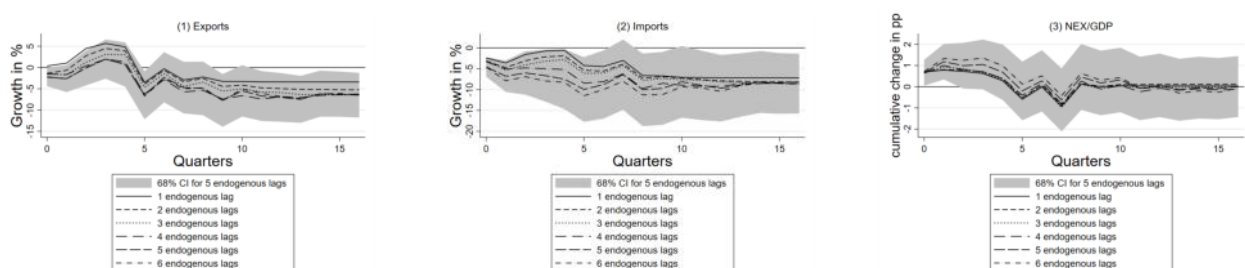 (1) Exports
Growth in %
5
0
-5
-10
-15
0 5 10 15
Quarters
68% CI for 5 endogenous lags
1 endogenous lag
2 endogenous lags
3 endogenous lags
4 endogenous lags
5 endogenous lags
6 endogenous lags
(2) Imports
Growth in %
0
-5
-10
-15
-20
0 5 10 15
Quarters
68% CI for 5 endogenous lags
1 endogenous lag
2 endogenous lags
3 endogenous lags
4 endogenous lags
5 endogenous lags
6 endogenous lags
(3) NEX/GDP
cumulative change in pp
2
1
0
-1
-2
0 5 10 15
Quarters
68% CI for 5 endogenous lags
1 endogenous lag
2 endogenous lags
3 endogenous lags
4 endogenous lags
5 endogenous lags
6 endogenous lags